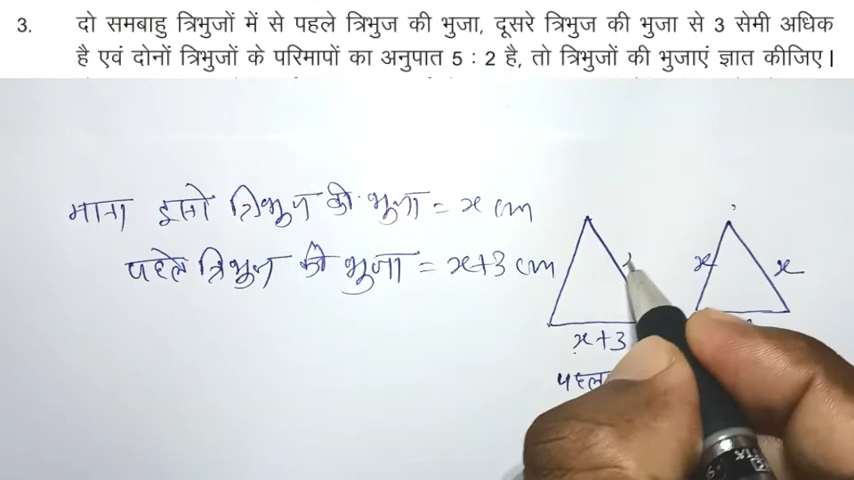 3. दो समबाहु त्रिभुजों में से पहले त्रिभुज की भुजा, दूसरे त्रिभुज की भुजा से 3 सेमी अधिक
है एवं दोनों त्रिभुजों के परिमापों का अनुपात 5 : 2 है, तो त्रिभुजों की भुजाएं ज्ञात कीजिए।
माना दूसरे त्रिभुज की भुजा = x cm
पहले त्रिभुज की भुजा = x+3 cm
x x
x+3
पहले